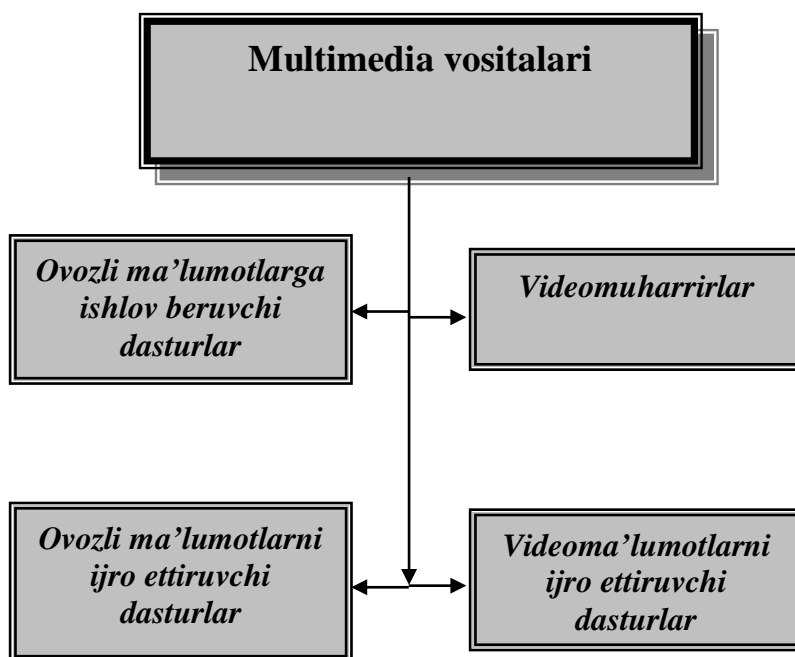 Multimedia vositalari
Ovozli ma’lumotlarga
ishlov beruvchi
dasturlar
Videomuharrirlar
Ovozli ma’lumotlarni
ijro ettiruvchi
dasturlar
Videoma’lumotlarni
ijro ettiruvchi
dasturlar